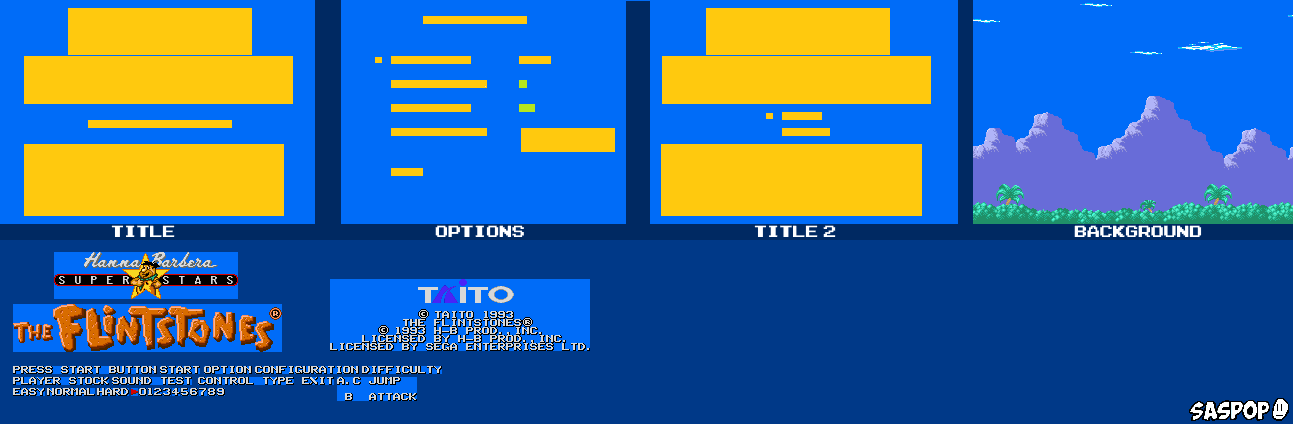 TITLE
OPTIONS
TITLE 2
BACKGROUND
Hanna Barbera
SUPER STARS
THE FLINTSTONES®
TAITO
© TAITO 1993
THE FLINTSTONES®
© 1993 H-B PROD., INC.
LICENSED BY H-B PROD., INC.
LICENSED BY SEGA ENTERPRISES LTD.
PRESS START BUTTON START OPTION CONFIGURATION DIFFICULTY
PLAYER STOCK SOUND TEST CONTROL TYPE EXIT A. C JUMP
EASY NORMAL HARD 0123456789
B ATTACK
SASPOP